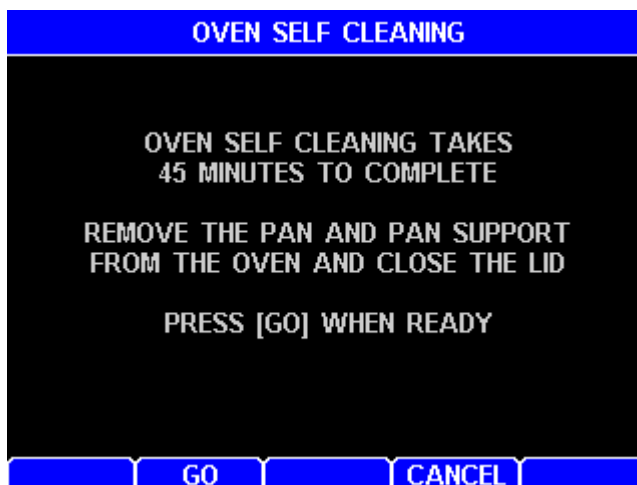 OVEN SELF CLEANING
OVEN SELF CLEANING TAKES
45 MINUTES TO COMPLETE
REMOVE THE PAN AND PAN SUPPORT
FROM THE OVEN AND CLOSE THE LID
PRESS [GO] WHEN READY
GO CANCEL